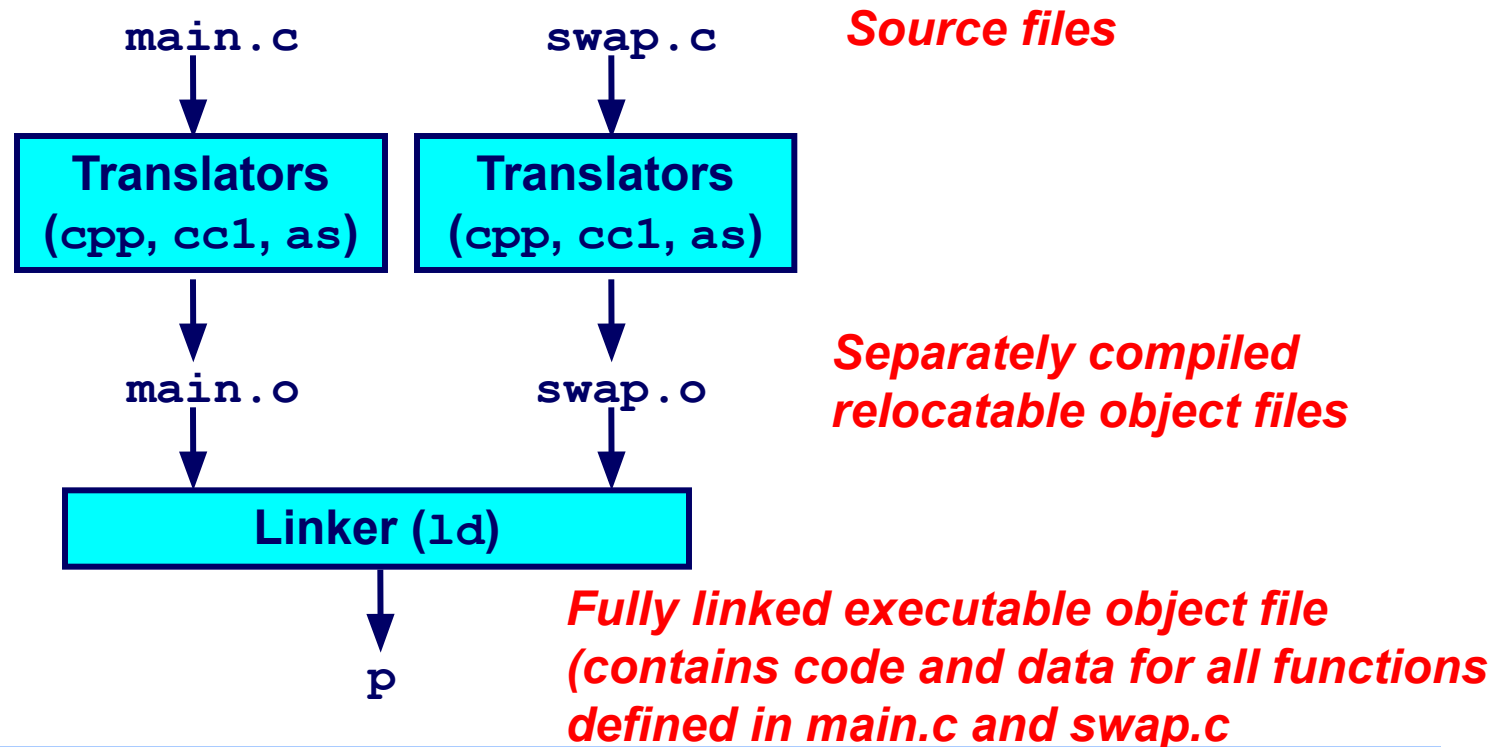 main.c
swap.c
Source files
Translators
(cpp, cc1, as)
Translators
(cpp, cc1, as)
main.o
swap.o
Separately compiled
relocatable object files
Linker (ld)
p
Fully linked executable object file
(contains code and data for all functions
defined in main.c and swap.c